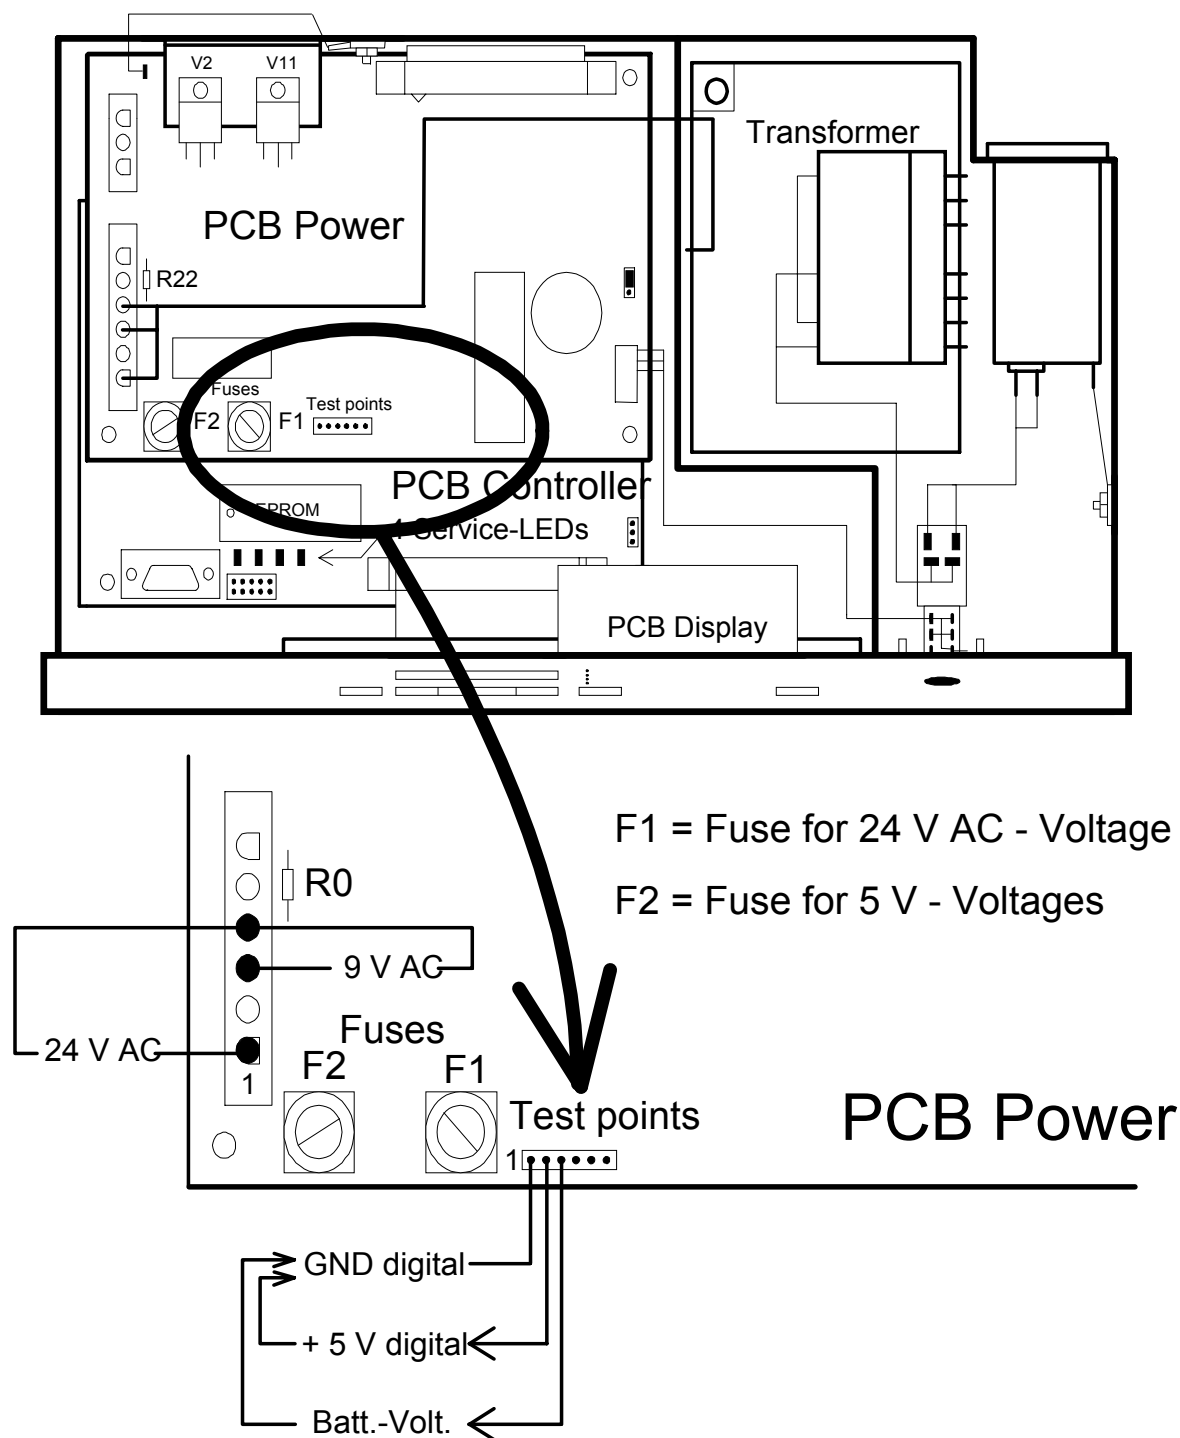 V2
V11
Transformer
PCB Power
R22
Fuses
F2
F1
Test points
PCB Controller
EPROM
4 Service-LEDs
PCB Display
F1 = Fuse for 24 V AC - Voltage
R0
F2 = Fuse for 5 V - Voltages
9 V AC
Fuses
24 V AC
F2
F1
1
Test points
PCB Power
1
GND digital
+ 5 V digital
Batt.-Volt.